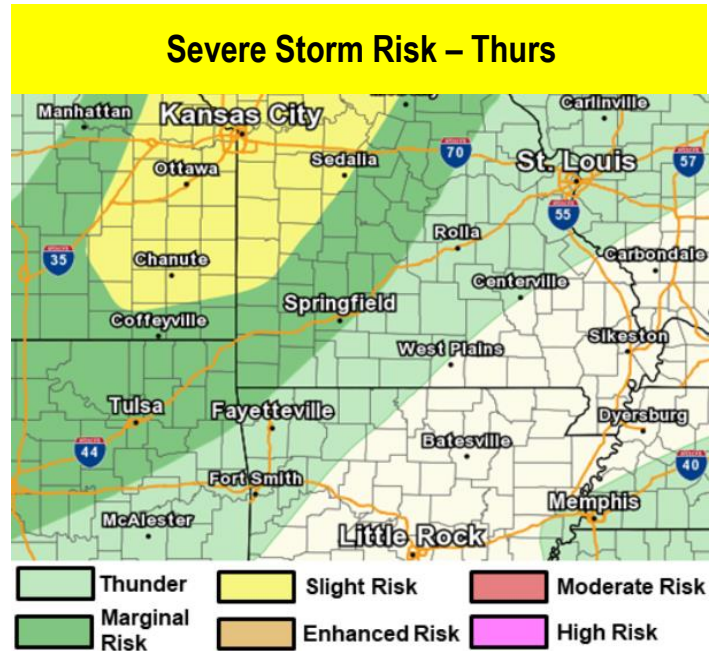 Severe Storm Risk – Thurs
Manhattan
Kansas City
Carlinville
Ottawa
Sedalia
70
St. Louis
57
55
35
Chanute
Rolla
Carbondale
Centerville
Coffeyville
Springfield
West Plains
Sikeston
Tulsa
Fayetteville
Dyersburg
44
Batesville
40
Fort Smith
McAlester
Memphis
Little Rock
Thunder
Slight Risk
Moderate Risk
Marginal
Risk
Enhanced Risk
High Risk